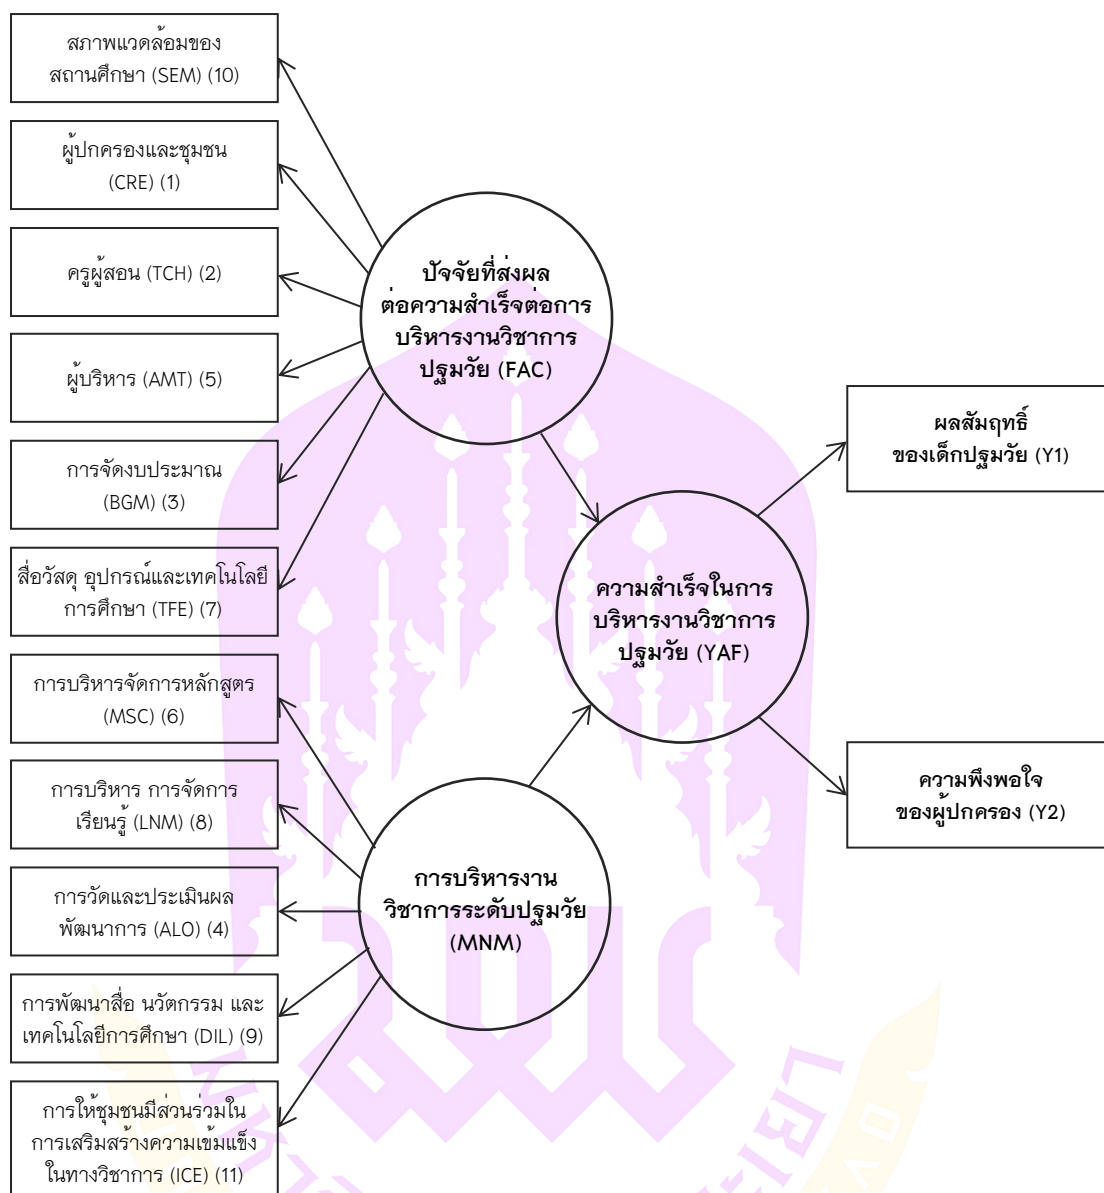 สภาพแวดล้อมของ
สถานศึกษา (SEM) (10)
ผู้ปกครองและชุมชน
(CRE) (1)
ครูผู้สอน (TCH) (2)
ผู้บริหาร (AMT) (5)
การจัดงบประมาณ
(BGM) (3)
สื่อวัสดุ อุปกรณ์และเทคโนโลยี
การศึกษา (TFE) (7)
การบริหารจัดการหลักสูตร
(MSC) (6)
การบริหาร การจัดการ
เรียนรู้ (LNM) (8)
การวัดและประเมินผล
พัฒนาการ (ALO) (4)
การพัฒนาสื่อ นวัตกรรม และ
เทคโนโลยีการศึกษา (DIL) (9)
การให้ชุมชนมีส่วนร่วมใน
การเสริมสร้างความเข้มแข็ง
ในทางวิชาการ (ICE) (11)
ปัจจัยที่ส่งผล
ต่อความสำเร็จต่อการ
บริหารงานวิชาการ
ปฐมวัย (FAC)
การบริหารงาน
วิชาการระดับปฐมวัย
(MNM)
ความสำเร็จในการ
บริหารงานวิชาการ
ปฐมวัย (YAF)
ผลสัมฤทธิ์
ของเด็กปฐมวัย (Y1)
ความพึงพอใจ
ของผู้ปกครอง (Y2)